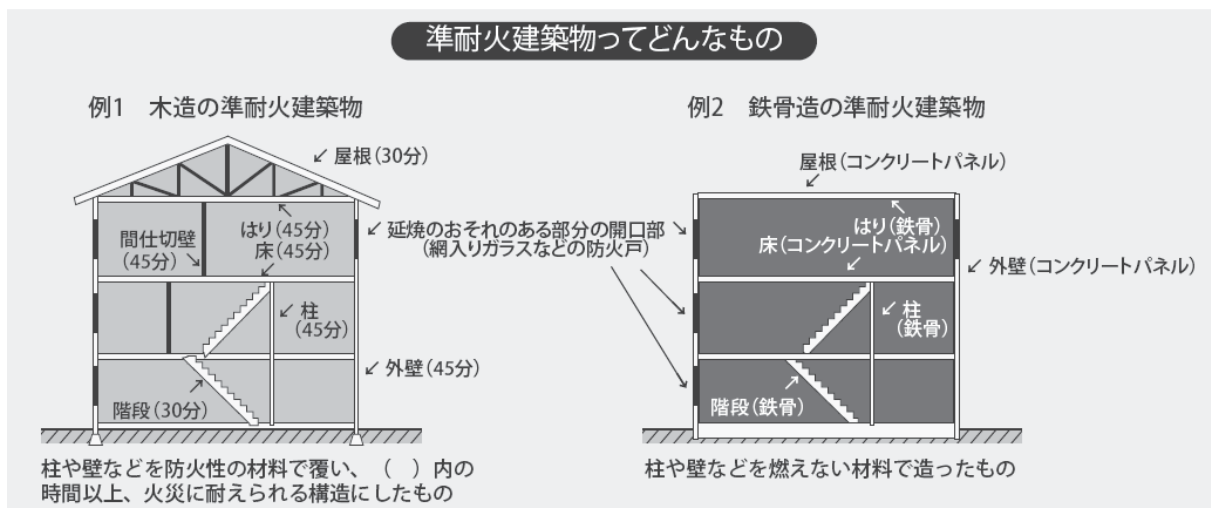 準耐火建築物ってどんなもの
例1　木造の準耐火建築物
屋根（30分）
はり（45分）
床（45分）
間仕切壁
（45分）
柱
（45分）
外壁（45分）
階段（30分）
柱や壁などを防火性の材料で覆い、（　）内の
時間以上、火災に耐えられる構造にしたもの
延焼のおそれのある部分の開口部
（網入りガラスなどの防火戸）
例2　鉄骨造の準耐火建築物
屋根（コンクリートパネル）
はり（鉄骨）
床（コンクリートパネル）
外壁（コンクリートパネル）
柱
（鉄骨）
階段（鉄骨）
柱や壁などを燃えない材料で造ったもの